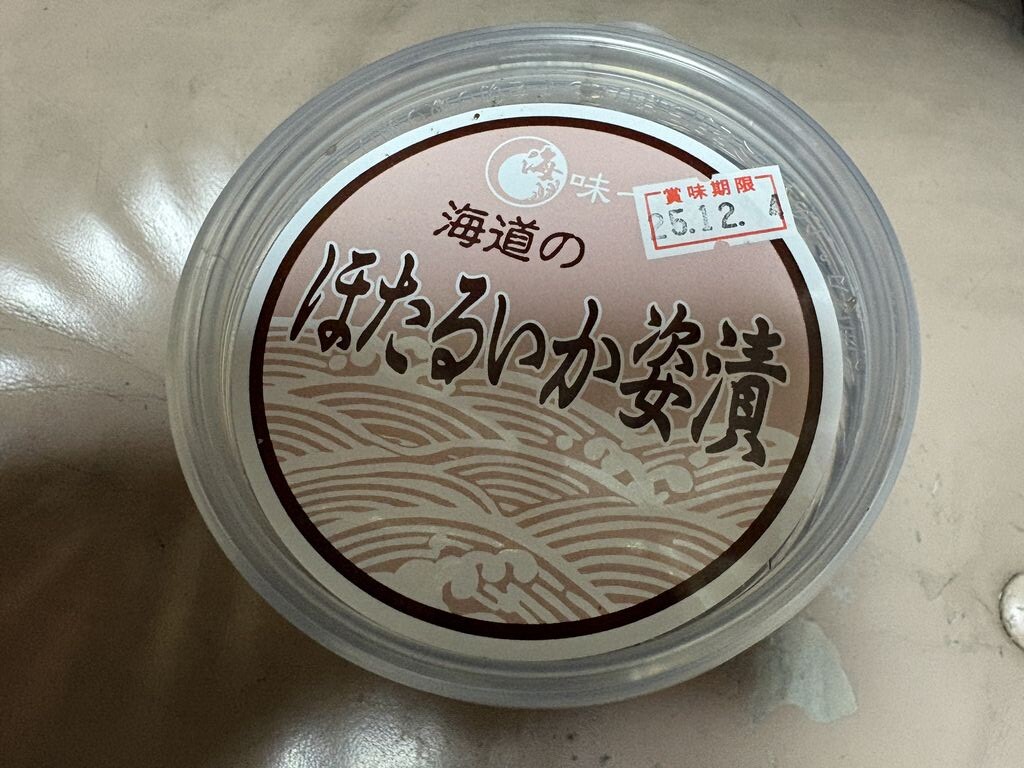 味一
賞味期限
25.12. 4
海道の
ほたるいか姿漬